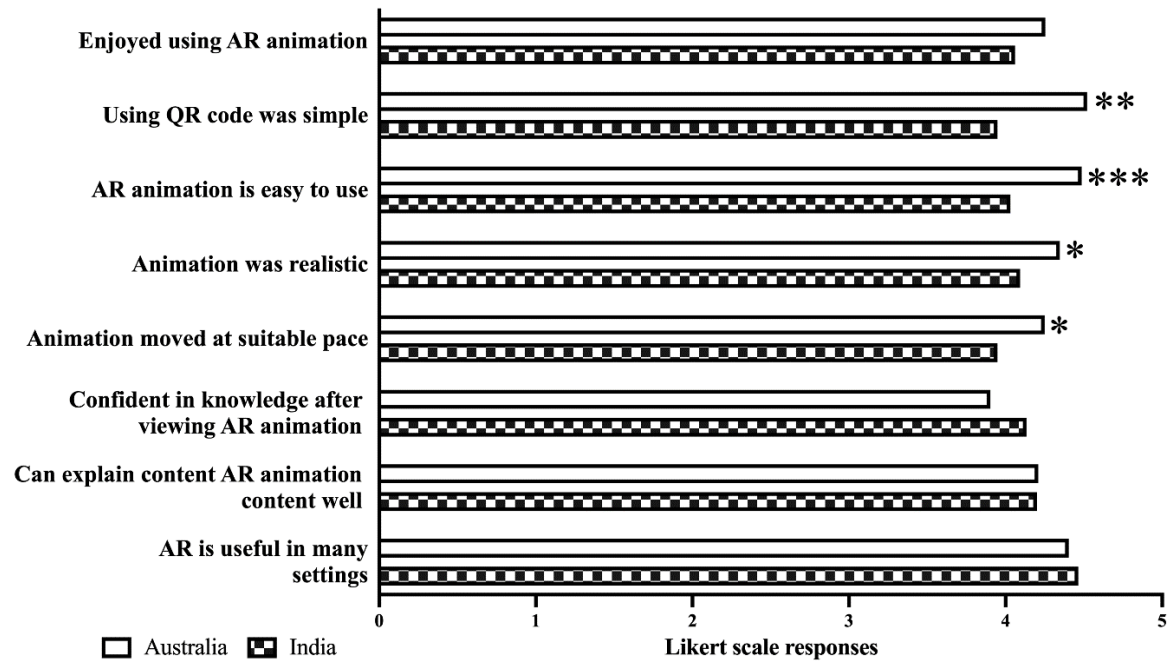 Enjoyed using AR animation
Using QR code was simple
**
AR animation is easy to use
***
Animation was realistic
*
Animation moved at suitable pace
*
Confident in knowledge after
viewing AR animation
Can explain content AR animation
content well
AR is useful in many
settings
0 1 2 3 4 5
Australia India
Likert scale responses